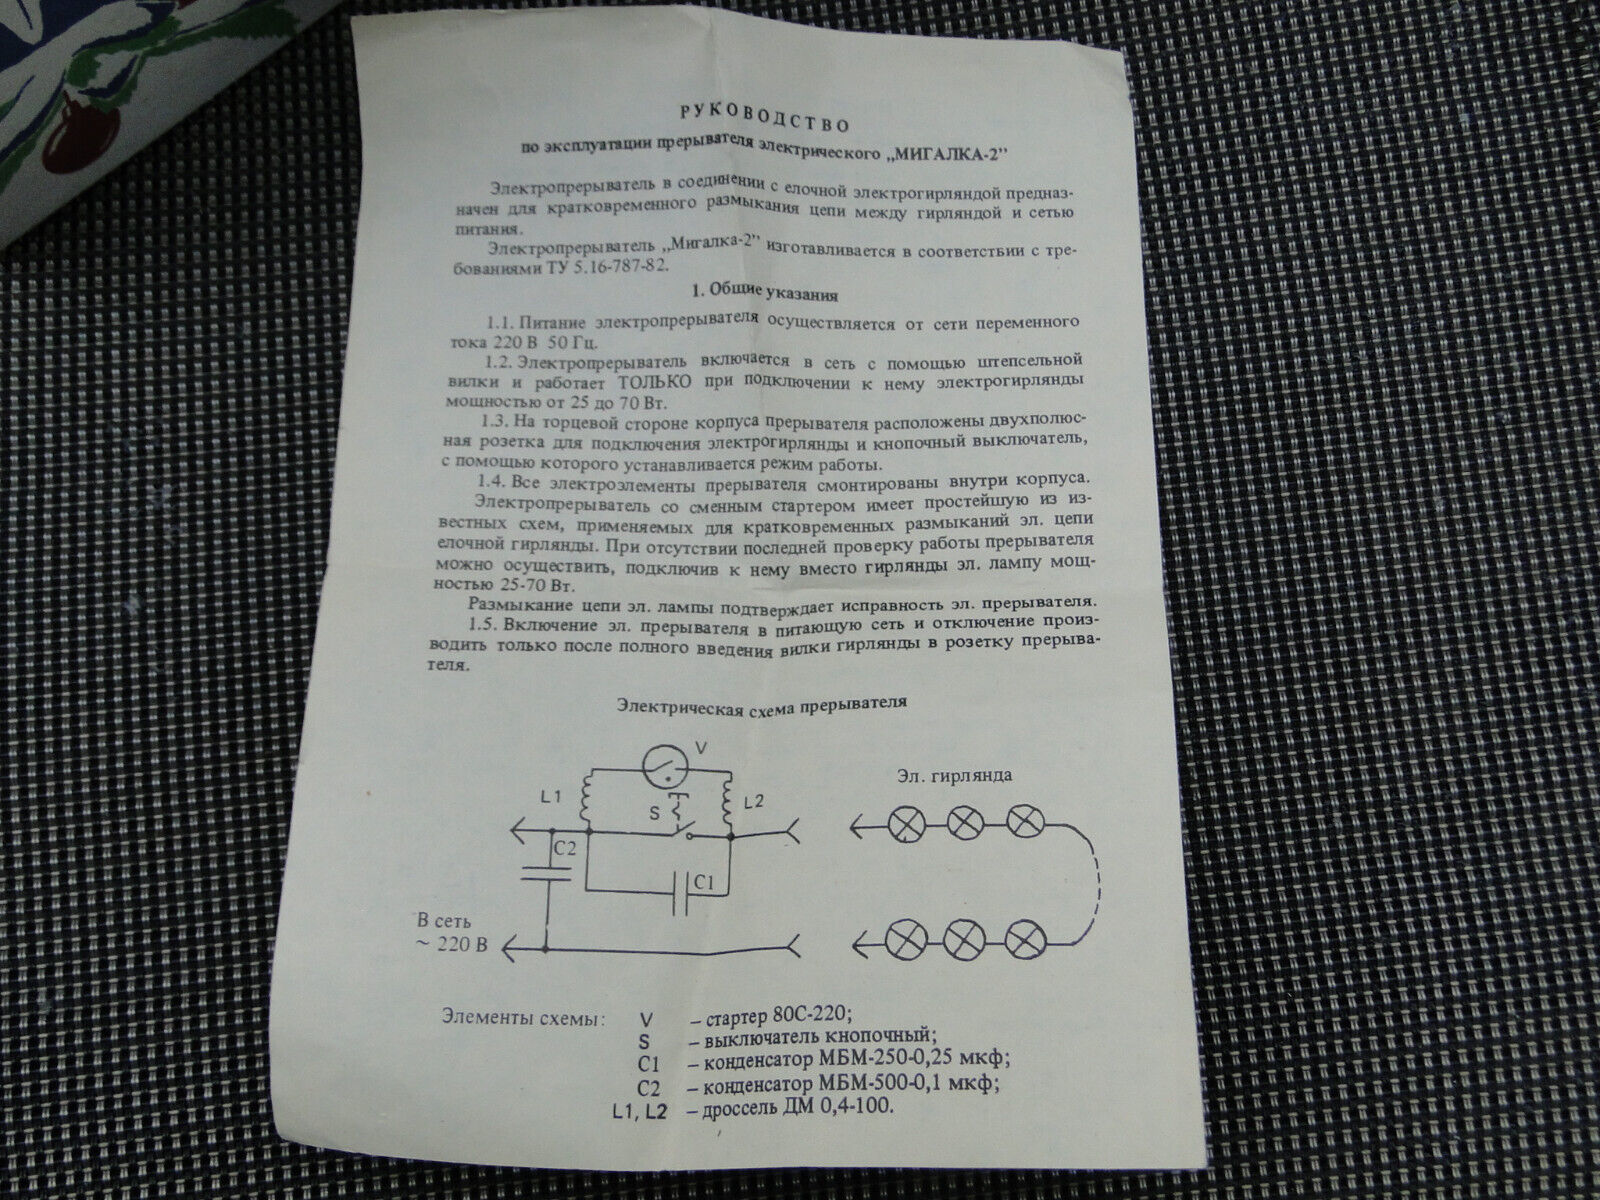 РУКОВОДСТВО
по эксплуатации прерывателя электрического „МИГАЛКА-2”
Электропрерыватель в соединении с елочной электрогирляндой предназ-
начен для кратковременного размыкания цепи между гирляндой и сетью
питания.
Электропрерыватель „Мигалка-2” изготавливается в соответствии с тре-
бованиями ТУ 5.16-787-82.
1. Общие указания
1.1. Питание электропрерывателя осуществляется от сети переменного
тока 220 В 50 Гц.
1.2. Электропрерыватель включается в сеть с помощью штепсельной
вилки и работает ТОЛЬКО при подключении к нему электрогирлянды
мощностью от 25 до 70 Вт.
1.3. На торцевой стороне корпуса прерывателя расположены двухполюс-
ная розетка для подключения электрогирлянды и кнопочный выключатель,
с помощью которого устанавливается режим работы.
1.4. Все электроэлементы прерывателя смонтированы внутри корпуса.
Электропрерыватель со сменным стартером имеет простейшую из из-
вестных схем, применяемых для кратковременных размыканий эл. цепи
елочной гирлянды. При отсутствии последней проверку работы прерывателя
можно осуществить, подключив к нему вместо гирлянды эл. лампу мощ-
ностью 25-70 Вт.
Размыкание цепи эл. лампы подтверждает исправность эл. прерывателя.
1.5. Включение эл. прерывателя в питающую сеть и отключение произ-
водить только после полного введения вилки гирлянды в розетку прерыва-
теля.
Электрическая схема прерывателя
V
Эл. гирлянда
L1
S
L2
C2
C1
В сеть
~ 220 В
Элементы схемы: V – стартер 80С-220;
S – выключатель кнопочный;
C1 – конденсатор МБМ-250-0,25 мкф;
C2 – конденсатор МБМ-500-0,1 мкф;
L1, L2 – дроссель ДМ 0,4-100.